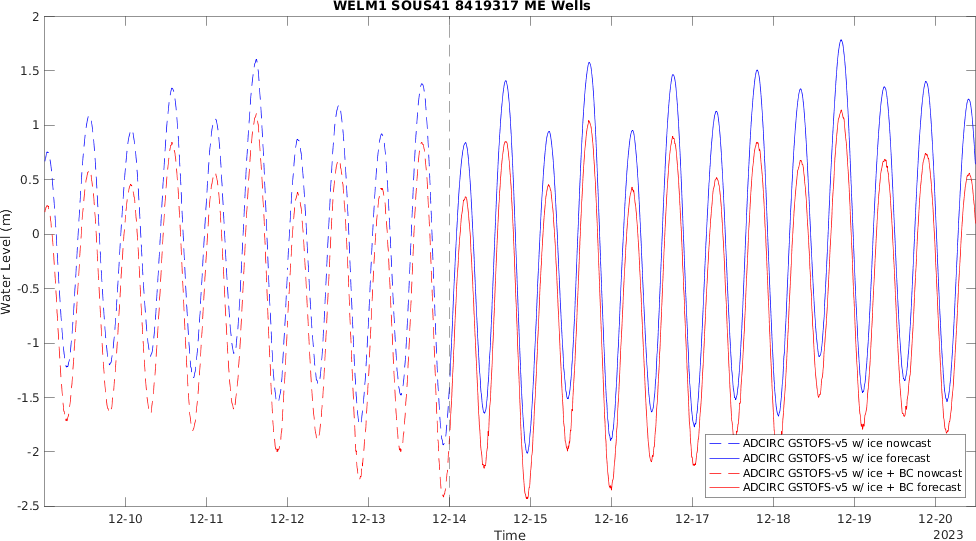 WELM1 SOUS41 8419317 ME Wells
2
1.5
1
0.5
0
-0.5
-1
-1.5
-2
-2.5
Water Level (m)
ADCIRC GSTOFS-v5 w/ ice nowcast
ADCIRC GSTOFS-v5 w/ ice forecast
ADCIRC GSTOFS-v5 w/ ice + BC nowcast
ADCIRC GSTOFS-v5 w/ ice + BC forecast
12-10 12-11 12-12 12-13 12-14 12-15 12-16 12-17 12-18 12-19 12-20
Time
2023